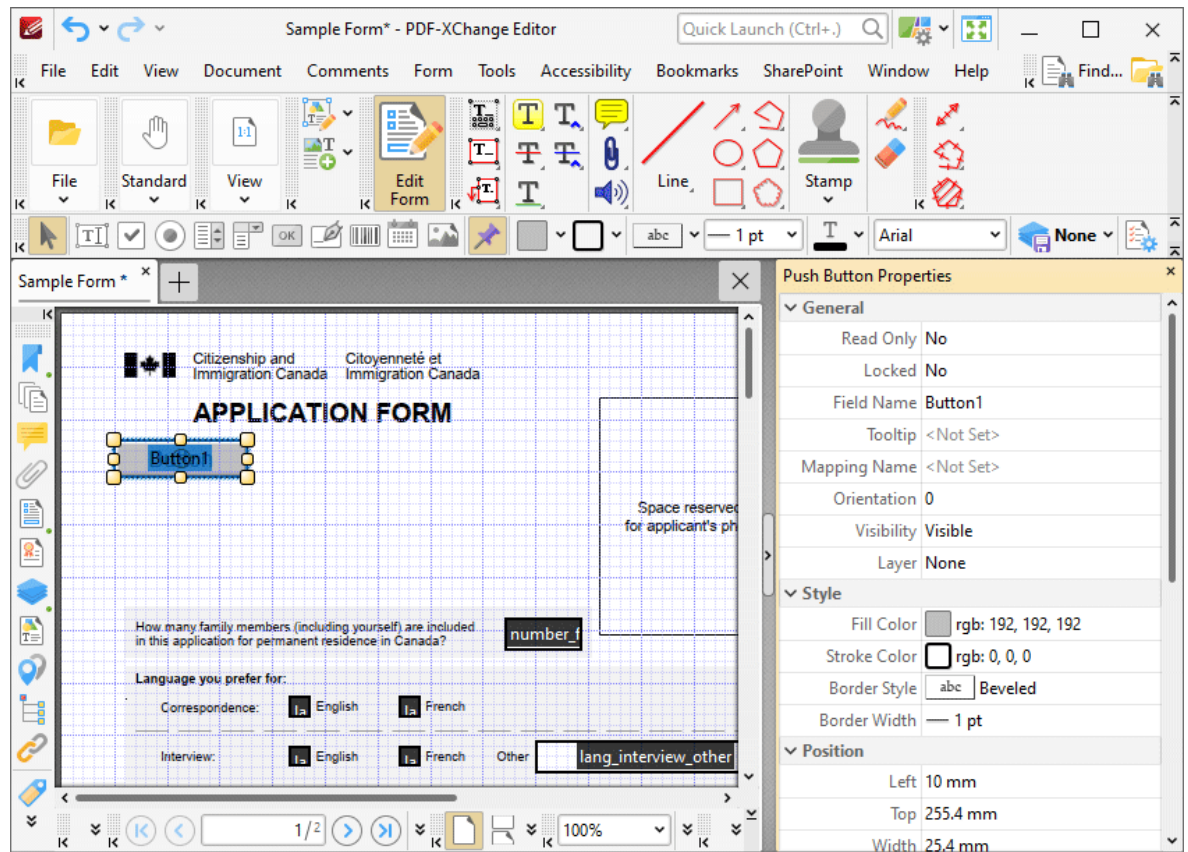 Sample Form* - PDF-XChange Editor
Quick Launch (Ctrl+.)
File Edit View Document Comments Form Tools Accessibility Bookmarks SharePoint Window Help
Find...
File Standard View Edit Form Line Stamp
OK abc 1 pt T Arial None
Sample Form *
Push Button Properties
General
Read Only No
Locked No
Field Name Button1
Tooltip <Not Set>
Mapping Name <Not Set>
Orientation 0
Visibility Visible
Layer None
Style
Fill Color rgb: 192, 192, 192
Stroke Color rgb: 0, 0, 0
Border Style abc Beveled
Border Width 1 pt
Position
Left 10 mm
Top 255.4 mm
Width 25.4 mm
Citizenship and Citoyenneté et
Immigration Canada Immigration Canada
APPLICATION FORM
Button1
Space reserved
for applicant's ph
How many family members (including yourself) are included
in this application for permanent residence in Canada?
number_f
Language you prefer for:
Correspondence: la English la French
Interview: la English la French Other lang_interview_other
1/2
100%